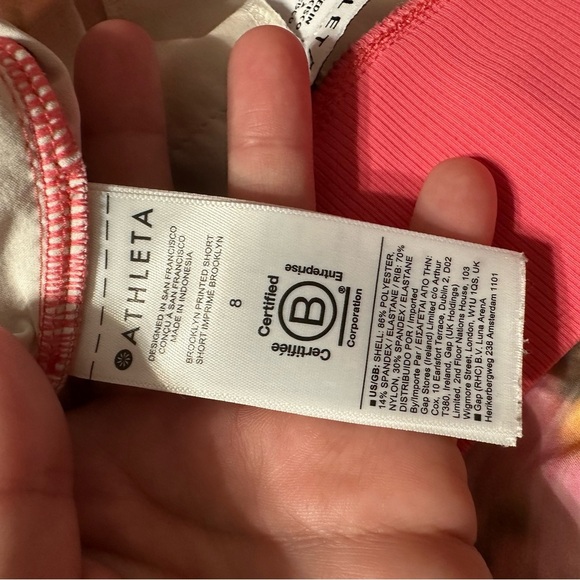 ATHLETA
DESIGNED IN SAN FRANCISCO
CONÇU À SAN FRANCISCO
MADE IN INDONESIA
BROOKLYN PRINTED SHORT
SHORT IMPRIMÉ BROOKLYN
8
Certified
Certifiée
B
®
Corporation
Entreprise
■ US/GB: SHELL: 86% POLYESTER,
14% SPANDEX / ELASTANE / RIB: 70%
NYLON, 30% SPANDEX / ELASTANE
DISTRIBUIDO POR / Importé
By/Importé Par / ΕΙΣΑΓΕΤΑΙ ΑΠΟ ΤΗΝ:
Gap Stores (Ireland) Limited c/o Arthur
Cox, 10 Earlsfort Terrace, Dublin, 2, D02
T380, Ireland, Gap (UK Holdings)
Limited, 2nd Floor Nations House, 103
Wigmore Street, London, W1U 1QS, UK
■ Gap (RHC) B.V. Luna ArenA
Herikerbergweg 238 Amsterdam 1101